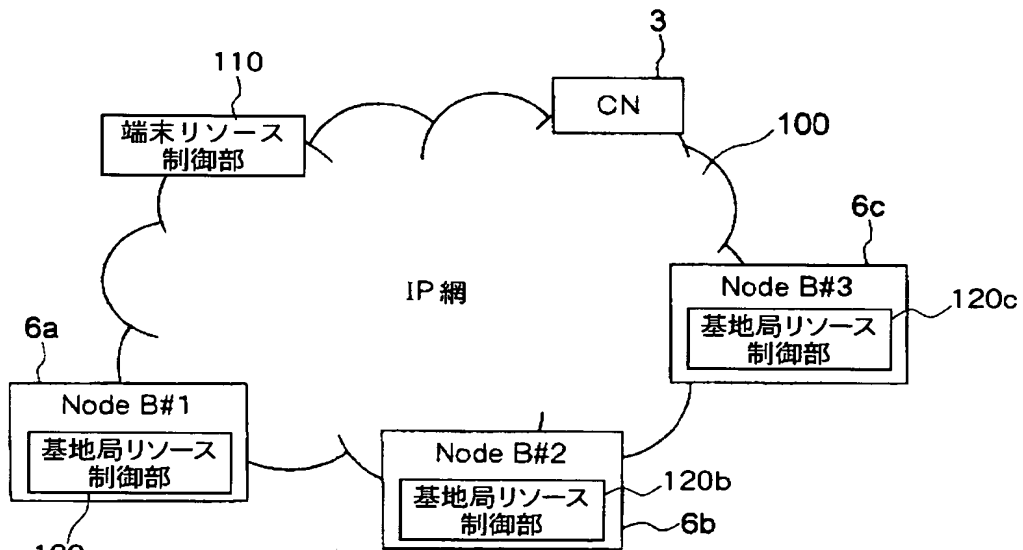 3
110
CN
端末リソース
制御部
100
6c
Node B#3
120c
IP網
基地局リソース
制御部
6a
Node B#1
Node B#2
基地局リソース
制御部
120b
基地局リソース
制御部
6b